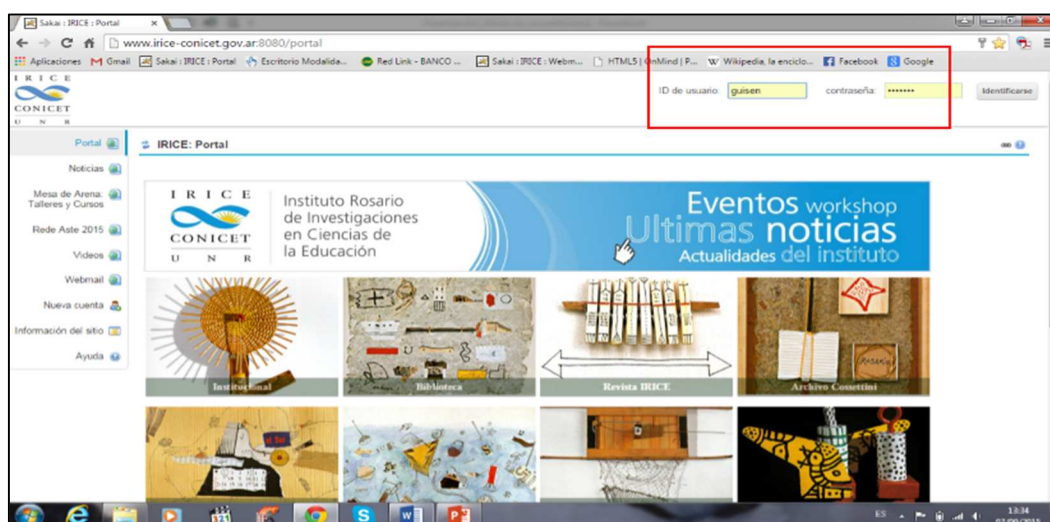 Sakai : IRICE : Portal
www.irice-conicet.gov.ar:8080/portal
Aplicaciones Gmail Sakai : IRICE : Portal Escritorio Modalida... Red Link - BANCO ... Sakai : IRICE : Webm... HTML5 | OnMind | P... Wikipedia, la enciclo... Facebook Google
IRICE
CONICET
U N R
ID de usuario: guisen contraseña: ••••••• Identificarse
Portal
IRICE: Portal
Noticias
Mesa de Arena:
Talleres y Cursos
Rede Aste 2015
Videos
Webmail
Nueva cuenta
Información del sitio
Ayuda
IRICE
CONICET
U N R
Instituto Rosario
de Investigaciones
en Ciencias de
la Educación
Eventos workshop
Ultimas noticias
Actualidades del instituto
Institucional
Biblioteca
Revista IRICE
Archivo Cossettini
ES
13:34
07/09/2015